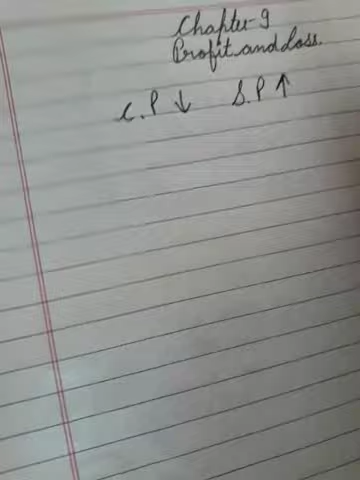 Chapter-9
Profit and Loss.
C.P ↓ S.P ↑